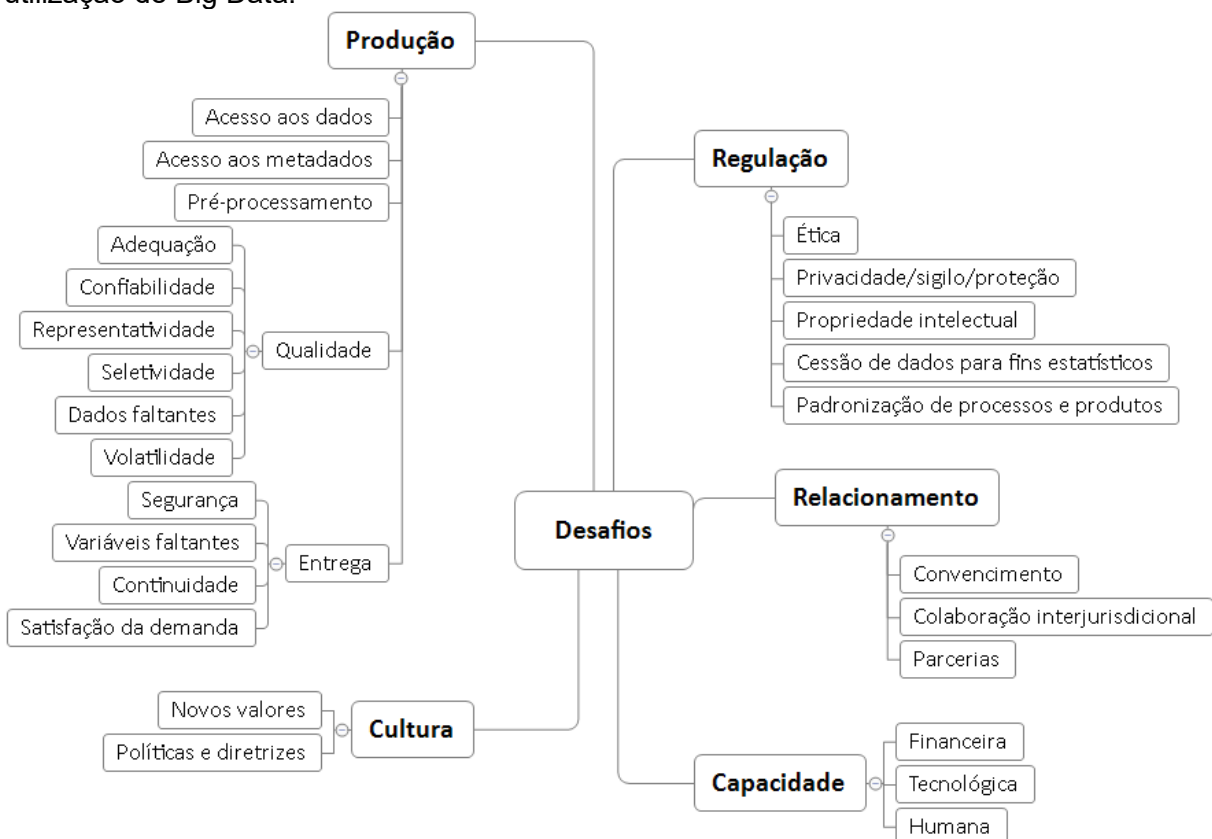 utilização do Big Data.
Produção
Acesso aos dados
Acesso aos metadados
Pré-processamento
Adequação
Confiabilidade
Representatividade
Seletividade
Dados faltantes
Volatilidade
Qualidade
Segurança
Variáveis faltantes
Continuidade
Satisfação da demanda
Entrega
Novos valores
Políticas e diretrizes
Cultura
Desafios
Regulação
Ética
Privacidade/sigilo/proteção
Propriedade intelectual
Cessão de dados para fins estatísticos
Padronização de processos e produtos
Relacionamento
Convencimento
Colaboração interjurisdicional
Parcerias
Capacidade
Financeira
Tecnológica
Humana